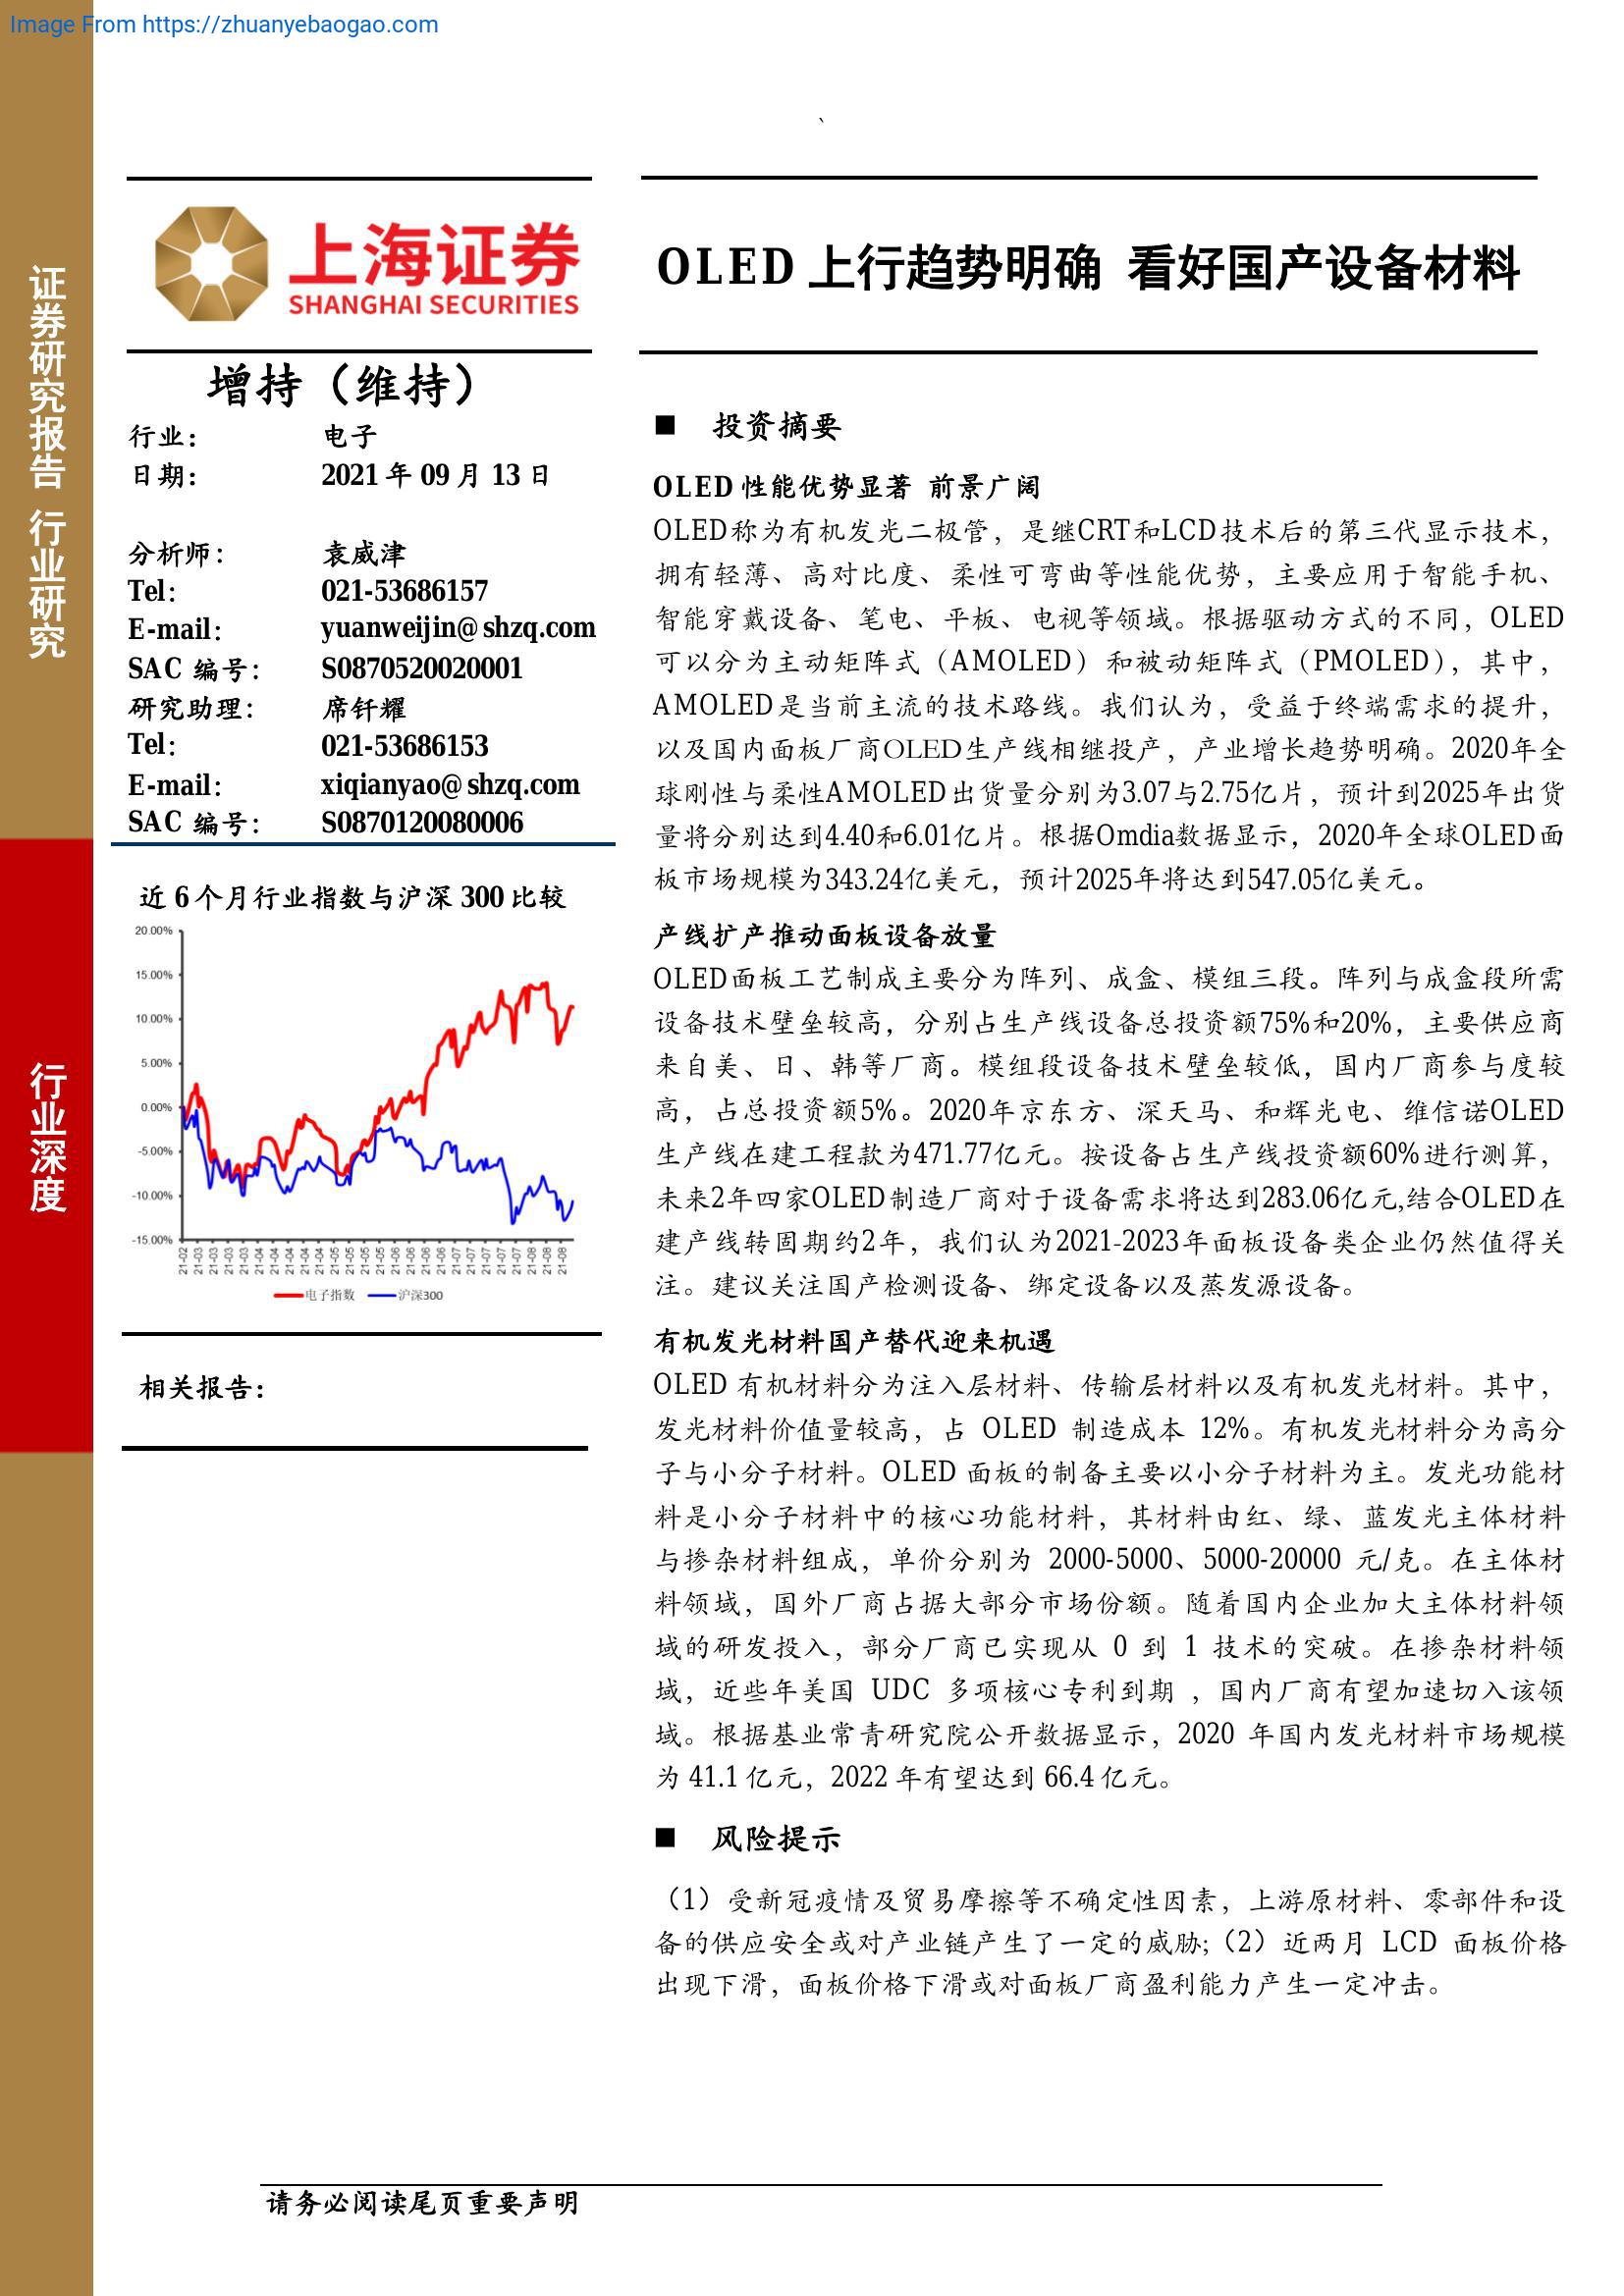 Image From https://zhuanyebaogao.com
、
证券研究报告 行业研究
行业深度
上海证券
SHANGHAI SECURITIES
增持（维持）
行业： 电子
日期： 2021 年 09 月 13 日
分析师： 袁威津
Tel： 021-53686157
E-mail： yuanweijin@shzq.com
SAC 编号： S0870520020001
研究助理： 席钎耀
Tel： 021-53686153
E-mail： xiqianyao@shzq.com
SAC 编号： S0870120080006
近 6 个月行业指数与沪深 300 比较
20.00%
15.00%
10.00%
5.00%
0.00%
-5.00%
-10.00%
-15.00%
21-02 21-03 21-03 21-03 21-03 21-04 21-04 21-04 21-04 21-04 21-05 21-05 21-05 21-05 21-06 21-06 21-06 21-06 21-07 21-07 21-07 21-07 21-08 21-08 21-08 21-08
电子指数 沪深300
相关报告：
OLED 上行趋势明确 看好国产设备材料
■ 投资摘要
OLED 性能优势显著 前景广阔
OLED称为有机发光二极管，是继CRT和LCD技术后的第三代显示技术，
拥有轻薄、高对比度、柔性可弯曲等性能优势，主要应用于智能手机、
智能穿戴设备、笔电、平板、电视等领域。根据驱动方式的不同，OLED
可以分为主动矩阵式（AMOLED）和被动矩阵式（PMOLED），其中，
AMOLED是当前主流的技术路线。我们认为，受益于终端需求的提升，
以及国内面板厂商OLED生产线相继投产，产业增长趋势明确。2020年全
球刚性与柔性AMOLED出货量分别为3.07与2.75亿片，预计到2025年出货
量将分别达到4.40和6.01亿片。根据Omdia数据显示，2020年全球OLED面
板市场规模为343.24亿美元，预计2025年将达到547.05亿美元。
产线扩产推动面板设备放量
OLED面板工艺制成主要分为阵列、成盒、模组三段。阵列与成盒段所需
设备技术壁垒较高，分别占生产线设备总投资额75%和20%，主要供应商
来自美、日、韩等厂商。模组段设备技术壁垒较低，国内厂商参与度较
高，占总投资额5%。2020年京东方、深天马、和辉光电、维信诺OLED
生产线在建工程款为471.77亿元。按设备占生产线投资额60%进行测算，
未来2年四家OLED制造厂商对于设备需求将达到283.06亿元,结合OLED在
建产线转固期约2年，我们认为2021-2023年面板设备类企业仍然值得关
注。建议关注国产检测设备、绑定设备以及蒸发源设备。
有机发光材料国产替代迎来机遇
OLED 有机材料分为注入层材料、传输层材料以及有机发光材料。其中，
发光材料价值量较高，占 OLED 制造成本 12%。有机发光材料分为高分
子与小分子材料。OLED 面板的制备主要以小分子材料为主。发光功能材
料是小分子材料中的核心功能材料，其材料由红、绿、蓝发光主体材料
与掺杂材料组成，单价分别为 2000-5000、5000-20000 元/克。在主体材
料领域，国外厂商占据大部分市场份额。随着国内企业加大主体材料领
域的研发投入，部分厂商已实现从 0 到 1 技术的突破。在掺杂材料领
域，近些年美国 UDC 多项核心专利到期 ，国内厂商有望加速切入该领
域。根据基业常青研究院公开数据显示，2020 年国内发光材料市场规模
为 41.1 亿元，2022 年有望达到 66.4 亿元。
■ 风险提示
（1）受新冠疫情及贸易摩擦等不确定性因素，上游原材料、零部件和设
备的供应安全或对产业链产生了一定的威胁;（2）近两月 LCD 面板价格
出现下滑，面板价格下滑或对面板厂商盈利能力产生一定冲击。
请务必阅读尾页重要声明